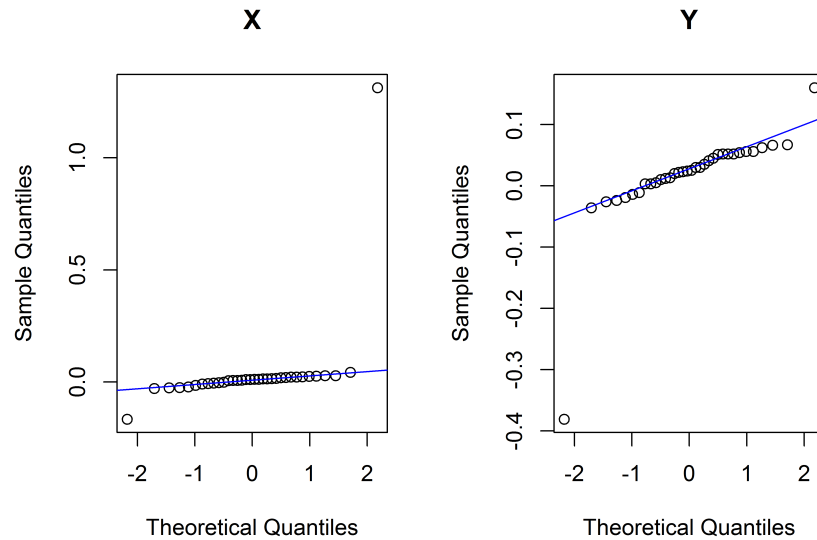 X
Sample Quantiles
1.0
0.5
0.0
-2 -1 0 1 2
Theoretical Quantiles
Y
Sample Quantiles
0.1
0.0
-0.1
-0.2
-0.3
-0.4
-2 -1 0 1 2
Theoretical Quantiles